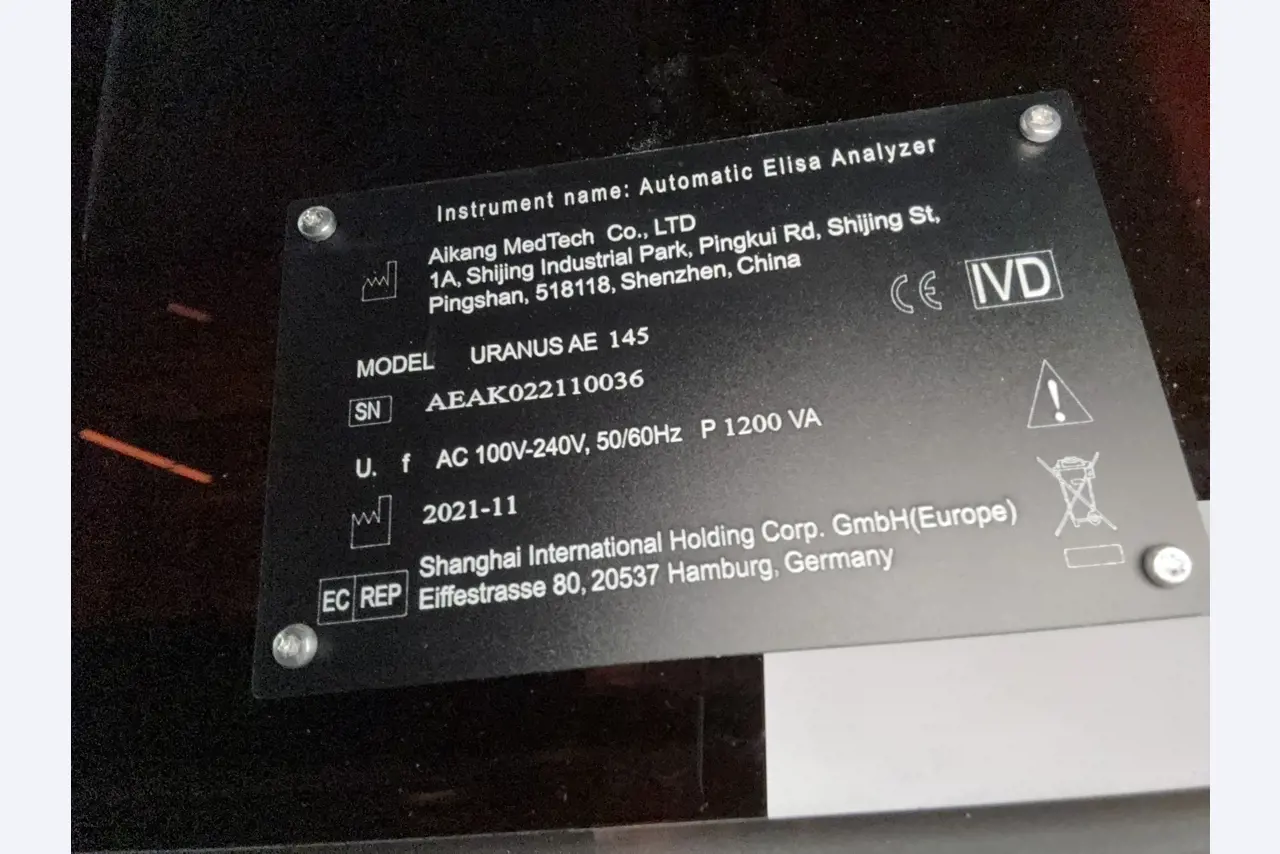 Instrument name: Automatic Elisa Analyzer
Aikang MedTech Co., LTD
1A, Shijing Industrial Park, Pingkui Rd, Shijing St,
Pingshan, 518118, Shenzhen, China
CE IVD
MODEL URANUS AE 145
SN AEAK022110036
U. f AC 100V-240V, 50/60Hz P 1200 VA
2021-11
EC REP Shanghai International Holding Corp. GmbH(Europe)
Eiffestrasse 80, 20537 Hamburg, Germany